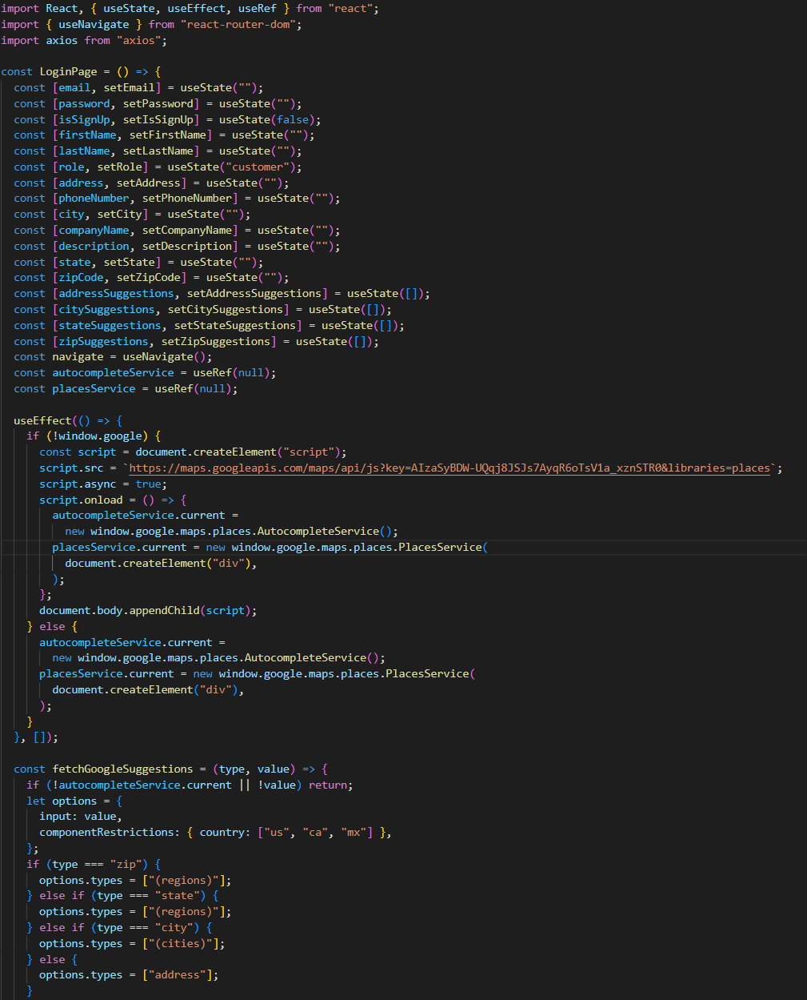 import React, { useState, useEffect, useRef } from "react";
import { useNavigate } from "react-router-dom";
import axios from "axios";

const LoginPage = () => {
  const [email, setEmail] = useState("");
  const [password, setPassword] = useState("");
  const [isSignUp, setIsSignUp] = useState(false);
  const [firstName, setFirstName] = useState("");
  const [lastName, setLastName] = useState("");
  const [role, setRole] = useState("customer");
  const [address, setAddress] = useState("");
  const [phoneNumber, setPhoneNumber] = useState("");
  const [city, setCity] = useState("");
  const [companyName, setCompanyName] = useState("");
  const [description, setDescription] = useState("");
  const [state, setState] = useState("");
  const [zipCode, setZipCode] = useState("");
  const [addressSuggestions, setAddressSuggestions] = useState([]);
  const [citySuggestions, setCitySuggestions] = useState([]);
  const [stateSuggestions, setStateSuggestions] = useState([]);
  const [zipSuggestions, setZipSuggestions] = useState([]);
  const navigate = useNavigate();
  const autocompleteService = useRef(null);
  const placesService = useRef(null);

  useEffect(() => {
    if (!window.google) {
      const script = document.createElement("script");
      script.src = `https://maps.googleapis.com/maps/api/js?key=AIzaSyBDW-UQqj8JSJs7AyqR6oTsV1a_xznSTR0&libraries=places`;
      script.async = true;
      script.onload = () => {
        autocompleteService.current =
          new window.google.maps.places.AutocompleteService();
        placesService.current = new window.google.maps.places.PlacesService(
          document.createElement("div"),
        );
      };
      document.body.appendChild(script);
    } else {
      autocompleteService.current =
        new window.google.maps.places.AutocompleteService();
      placesService.current = new window.google.maps.places.PlacesService(
        document.createElement("div"),
      );
    }
  }, []);

  const fetchGoogleSuggestions = (type, value) => {
    if (!autocompleteService.current || !value) return;
    let options = {
      input: value,
      componentRestrictions: { country: ["us", "ca", "mx"] },
    };
    if (type === "zip") {
      options.types = ["(regions)"];
    } else if (type === "state") {
      options.types = ["(regions)"];
    } else if (type === "city") {
      options.types = ["(cities)"];
    } else {
      options.types = ["address"];
    }